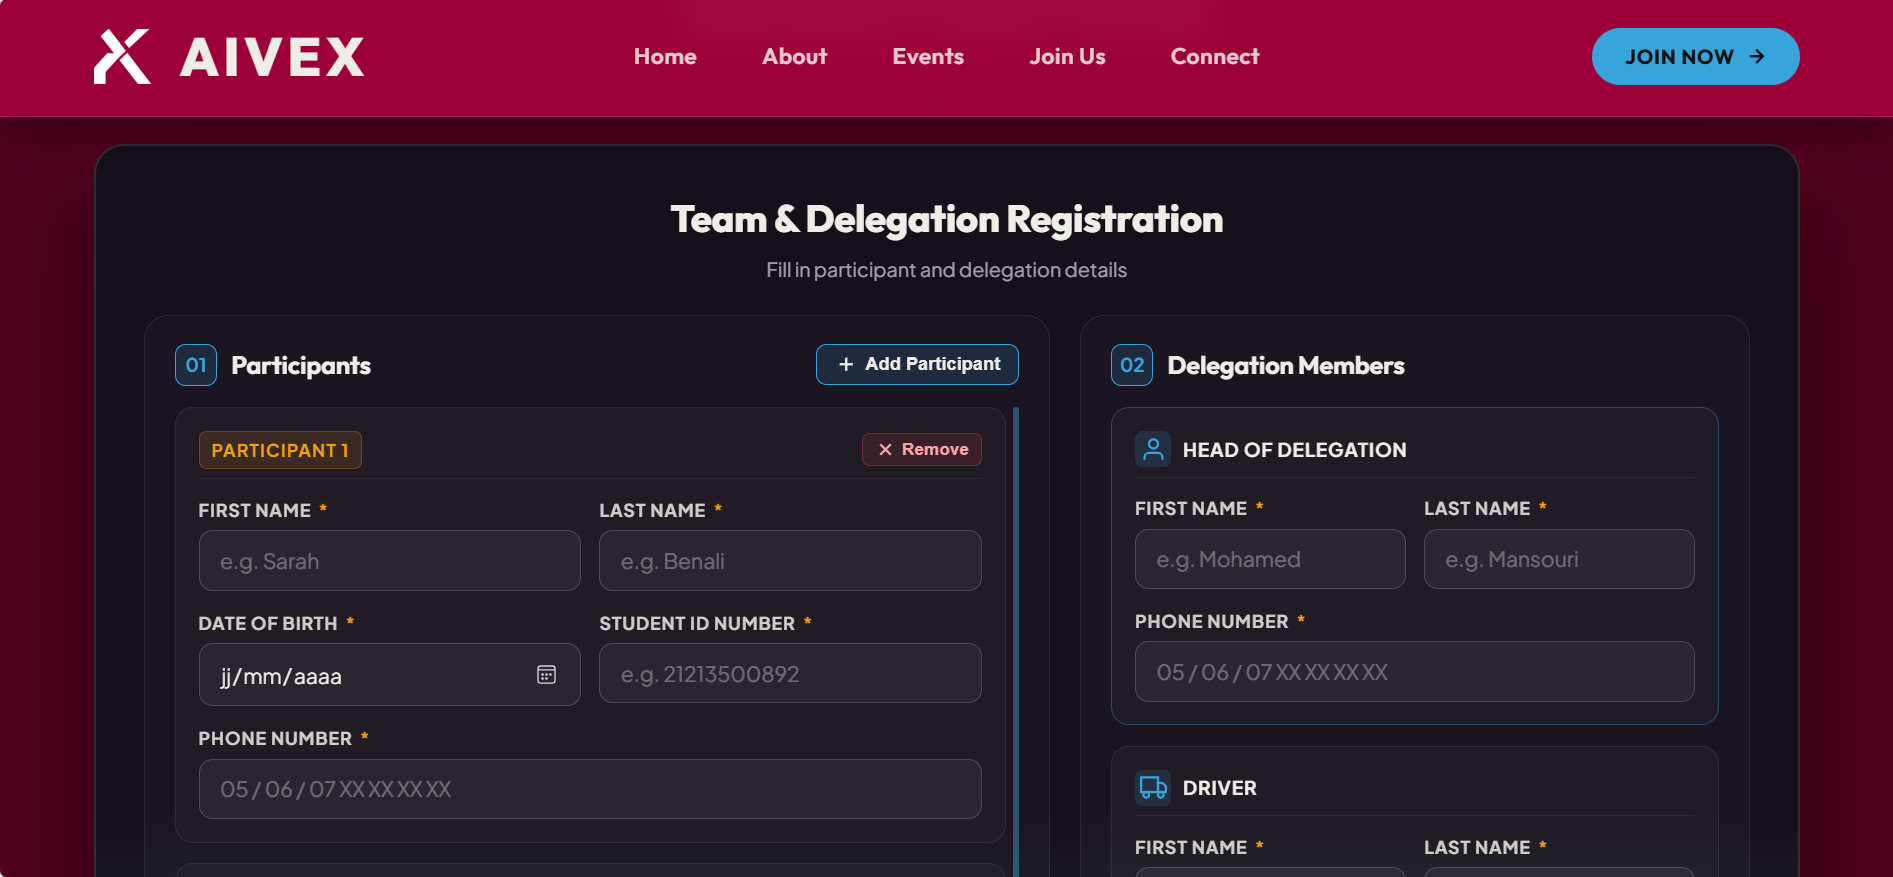 AIVEX
Home About Events Join Us Connect
JOIN NOW →
Team & Delegation Registration
Fill in participant and delegation details
01 Participants
+ Add Participant
PARTICIPANT 1
× Remove
FIRST NAME *
LAST NAME *
e.g. Sarah
e.g. Benali
DATE OF BIRTH *
STUDENT ID NUMBER *
jj/mm/aaaa
e.g. 21213500892
PHONE NUMBER *
05 / 06 / 07 XX XX XX XX
02 Delegation Members
HEAD OF DELEGATION
FIRST NAME *
LAST NAME *
e.g. Mohamed
e.g. Mansouri
PHONE NUMBER *
05 / 06 / 07 XX XX XX XX
DRIVER
FIRST NAME *
LAST NAME *